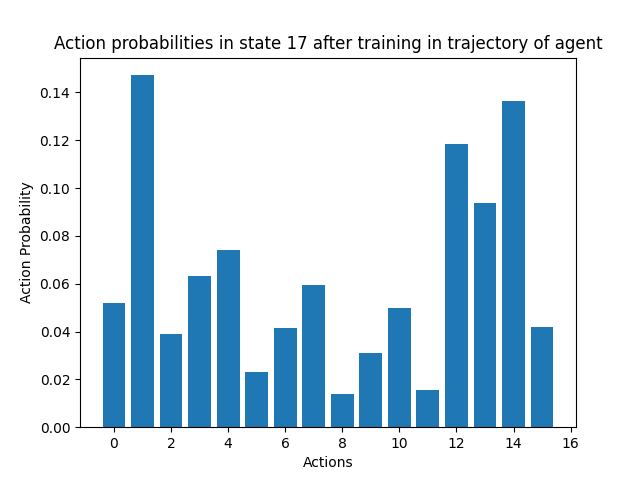 Action probabilities in state 17 after training in trajectory of agent
0.14
0.12
0.10
0.08
0.06
0.04
0.02
0.00
Action Probability
0 2 4 6 8 10 12 14 16
Actions